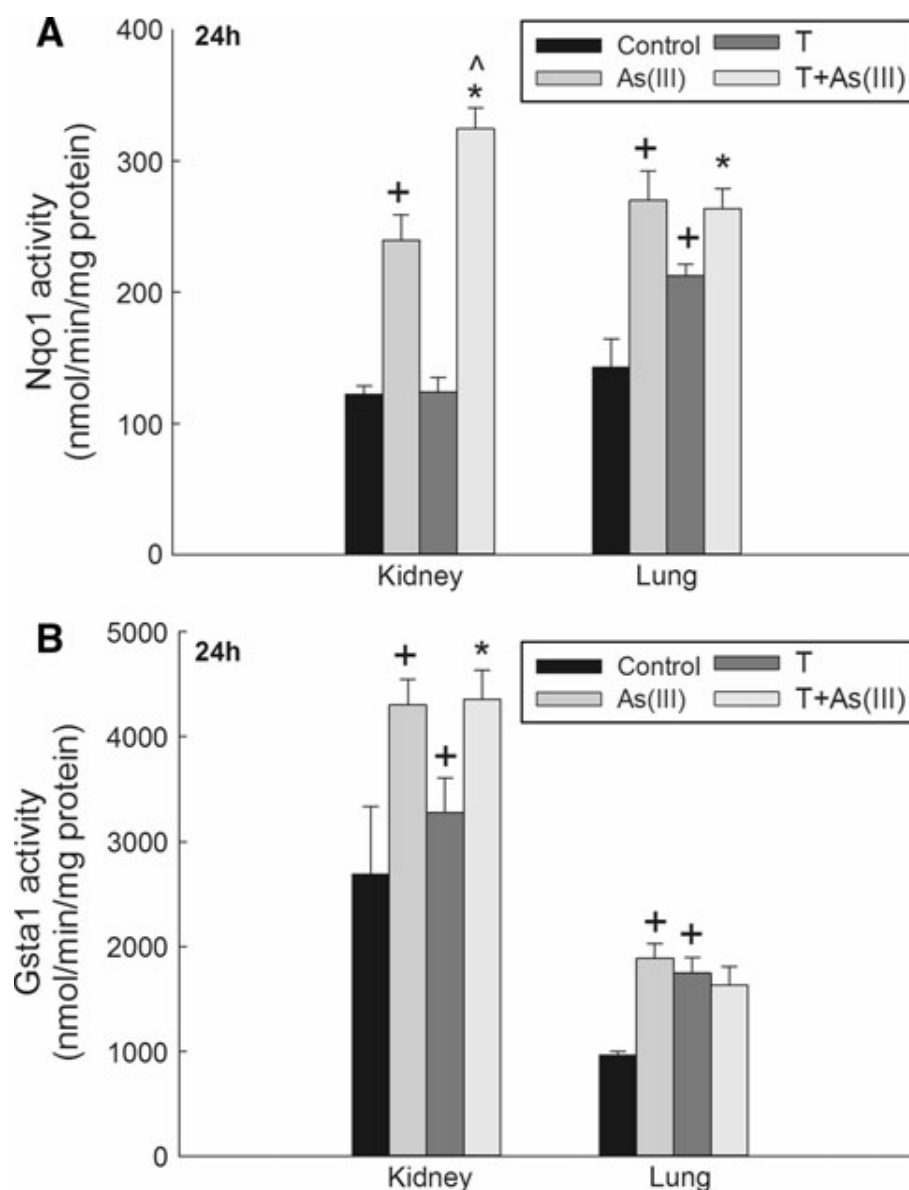 A
24h
Control
T
As(III)
T+As(III)
Nqo1 activity
(nmol/min/mg protein)
400
300
200
100
0
+
^
*
+
+
*
Kidney
Lung
B
24h
Control
T
As(III)
T+As(III)
Gsta1 activity
(nmol/min/mg protein)
5000
4000
3000
2000
1000
0
+
+
*
+
+
Kidney
Lung